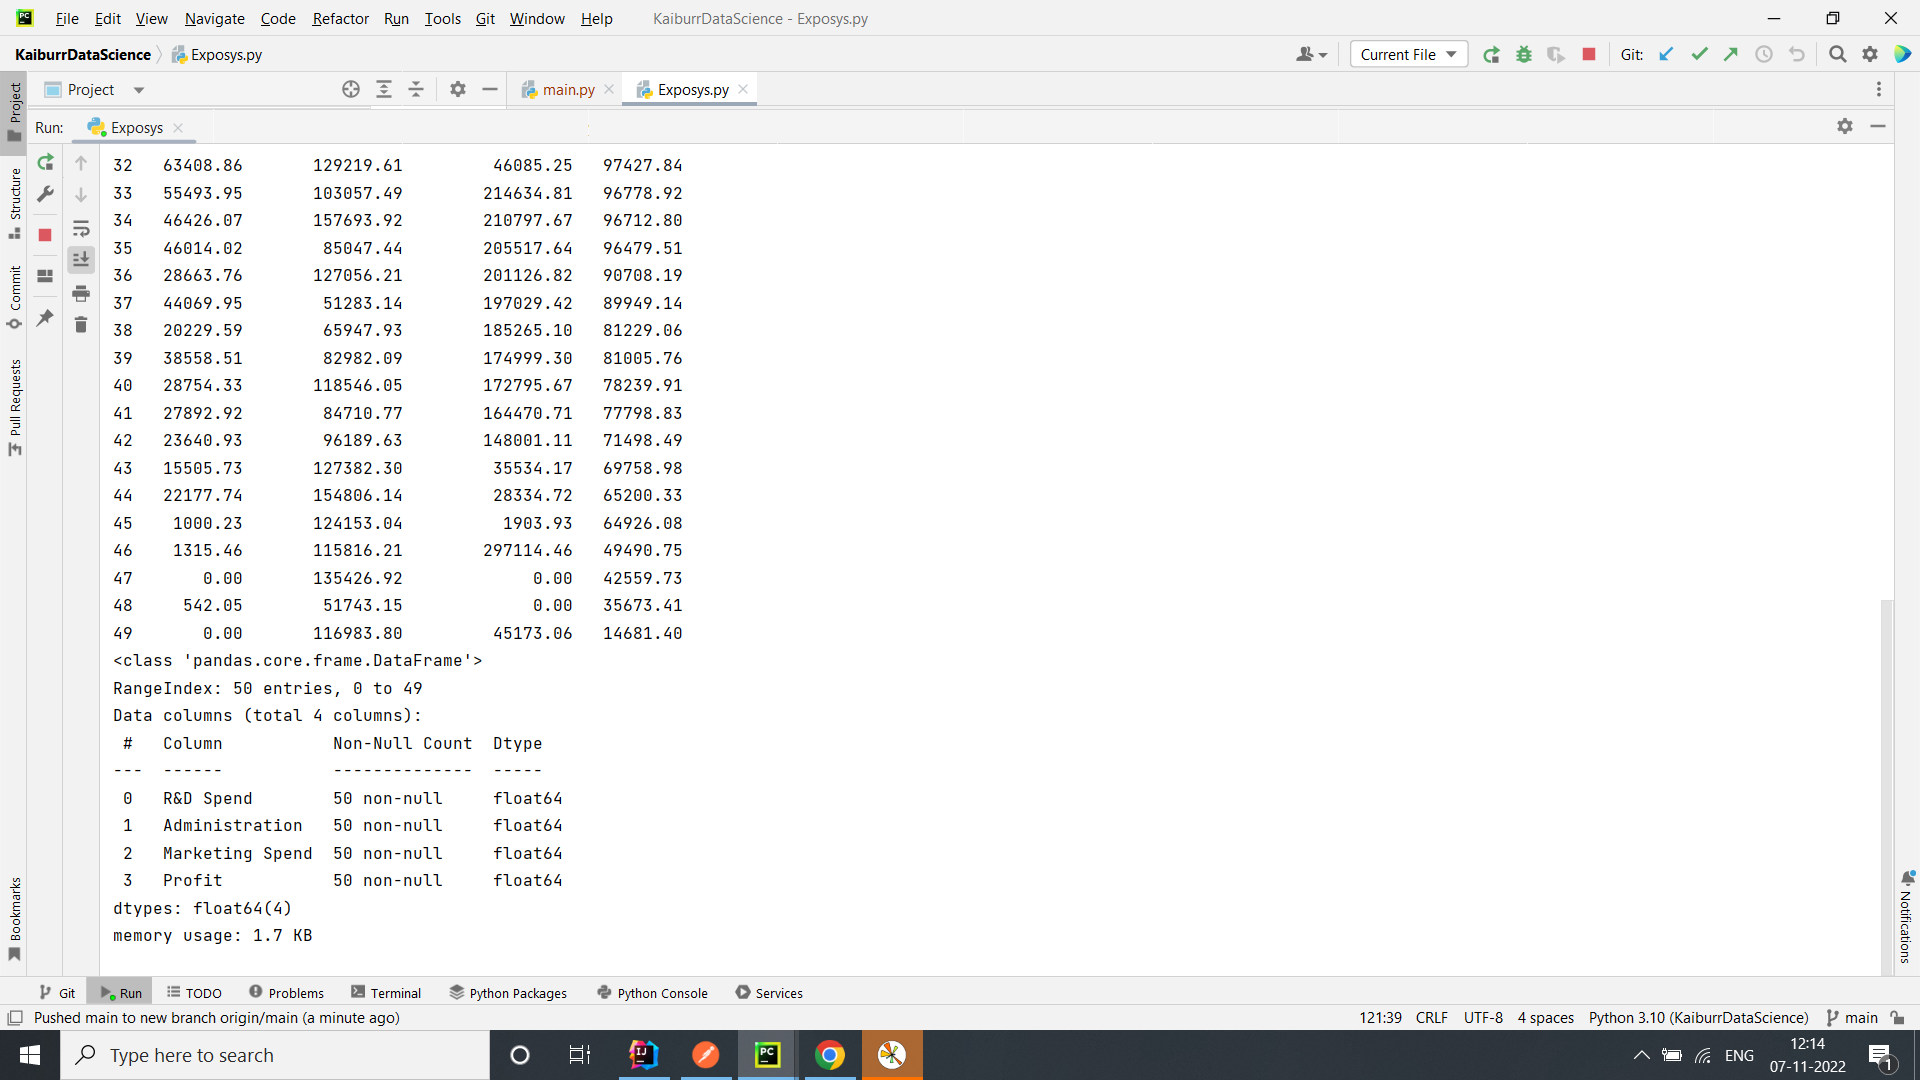 File Edit View Navigate Code Refactor Run Tools Git Window Help KaiburrDataScience - Exposys.py
KaiburrDataScience Exposys.py Current File Git:
Project main.py Exposys.py
Run: Exposys
32 63408.86 129219.61 46085.25 97427.84
33 55493.95 103057.49 214634.81 96778.92
34 46426.07 157693.92 210797.67 96712.80
35 46014.02 85047.44 205517.64 96479.51
36 28663.76 127056.21 201126.82 90708.19
37 44069.95 51283.14 197029.42 89949.14
38 20229.59 65947.93 185265.10 81229.06
39 38558.51 82982.09 174999.30 81005.76
40 28754.33 118546.05 172795.67 78239.91
41 27892.92 84710.77 164470.71 77798.83
42 23640.93 96189.63 148001.11 71498.49
43 15505.73 127382.30 35534.17 69758.98
44 22177.74 154806.14 28334.72 65200.33
45 1000.23 124153.04 1903.93 64926.08
46 1315.46 115816.21 297114.46 49490.75
47 0.00 135426.92 0.00 42559.73
48 542.05 51743.15 0.00 35673.41
49 0.00 116983.80 45173.06 14681.40
<class 'pandas.core.frame.DataFrame'>
RangeIndex: 50 entries, 0 to 49
Data columns (total 4 columns):
# Column Non-Null Count Dtype
--- ------ -------------- -----
0 R&D Spend 50 non-null float64
1 Administration 50 non-null float64
2 Marketing Spend 50 non-null float64
3 Profit 50 non-null float64
dtypes: float64(4)
memory usage: 1.7 KB
Project
Structure
Commit
Pull Requests
Bookmarks
Notifications
Git Run TODO Problems Terminal Python Packages Python Console Services
Pushed main to new branch origin/main (a minute ago) 121:39 CRLF UTF-8 4 spaces Python 3.10 (KaiburrDataScience) main
Type here to search ENG 12:14
07-11-2022 1